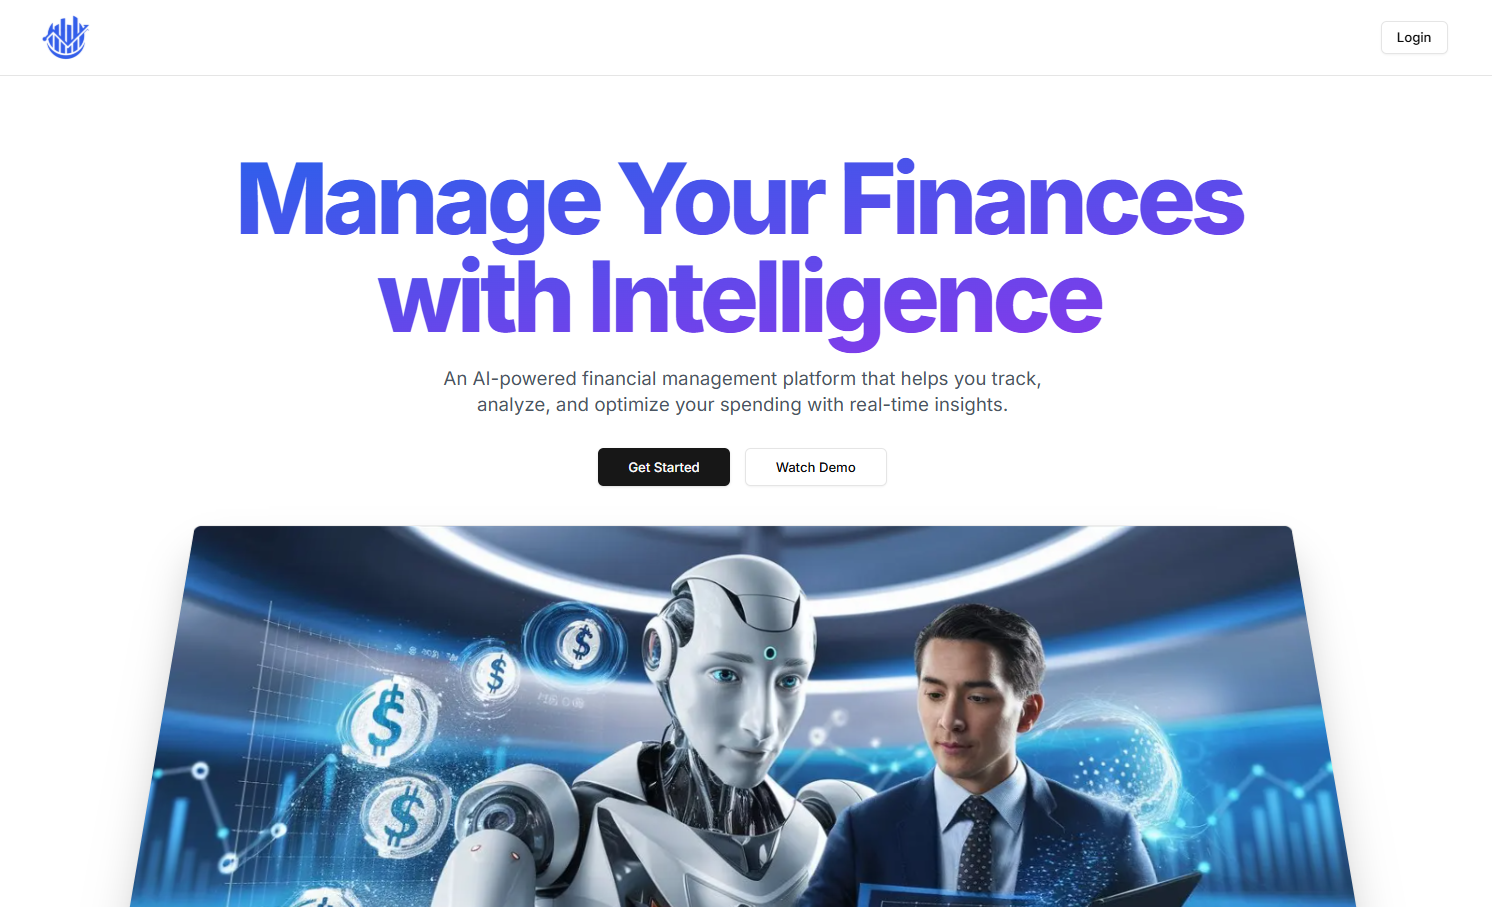 Login
Manage Your Finances
with Intelligence
An AI-powered financial management platform that helps you track,
analyze, and optimize your spending with real-time insights.
Get Started
Watch Demo
$
$
$
$